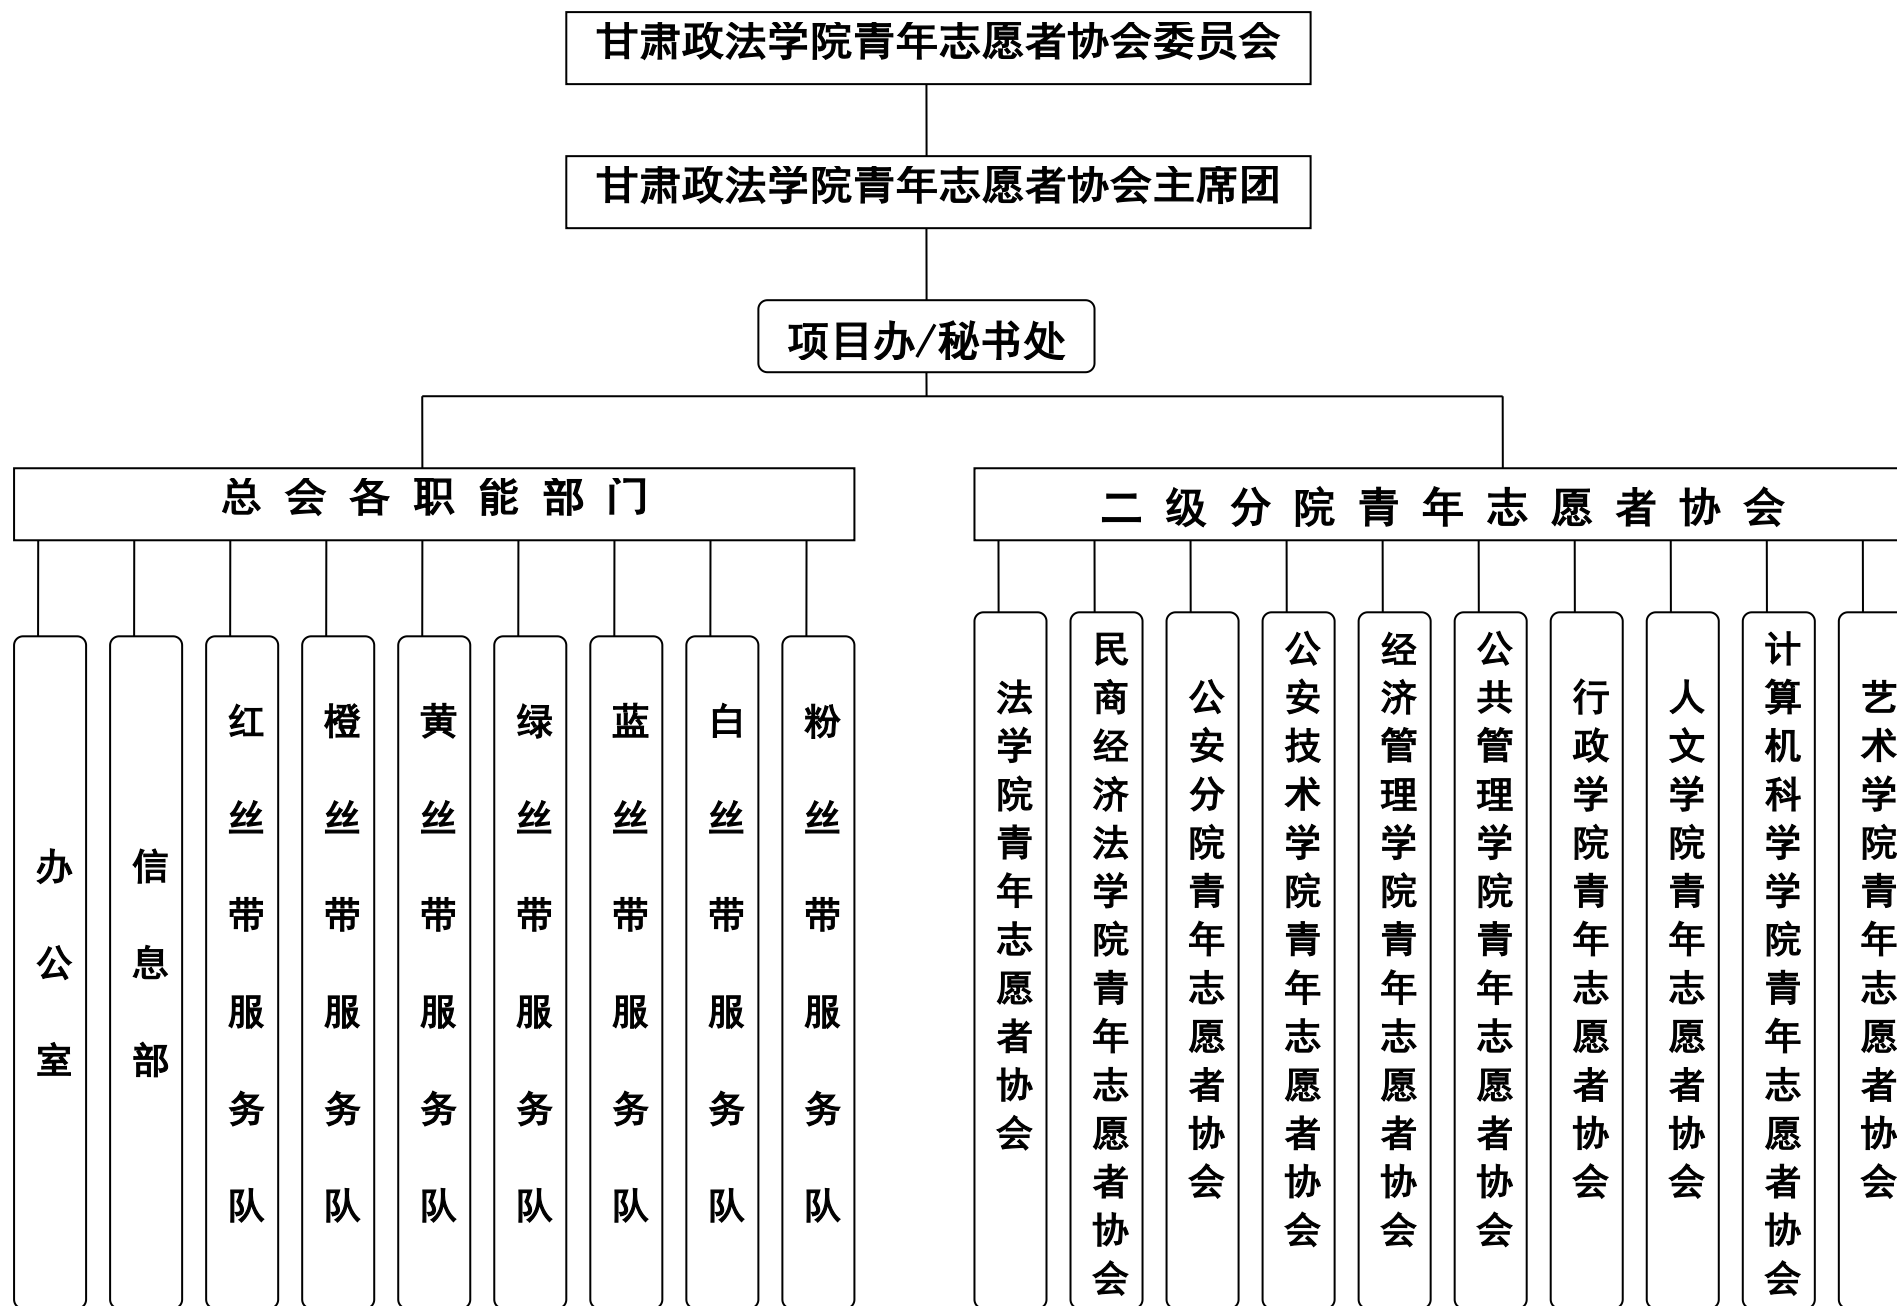 甘肃政法学院青年志愿者协会委员会
甘肃政法学院青年志愿者协会主席团
项目办/秘书处
总会各职能部门
二级分院青年志愿者协会
办公室
信息部
红丝带服务队
橙丝带服务队
黄丝带服务队
绿丝带服务队
蓝丝带服务队
白丝带服务队
粉丝带服务队
法学院青年志愿者协会
民商经济法学院青年志愿者协会
公安分院青年志愿者协会
公安技术学院青年志愿者协会
经济管理学院青年志愿者协会
公共管理学院青年志愿者协会
行政学院青年志愿者协会
人文学院青年志愿者协会
计算机科学学院青年志愿者协会
艺术学院青年志愿者协会